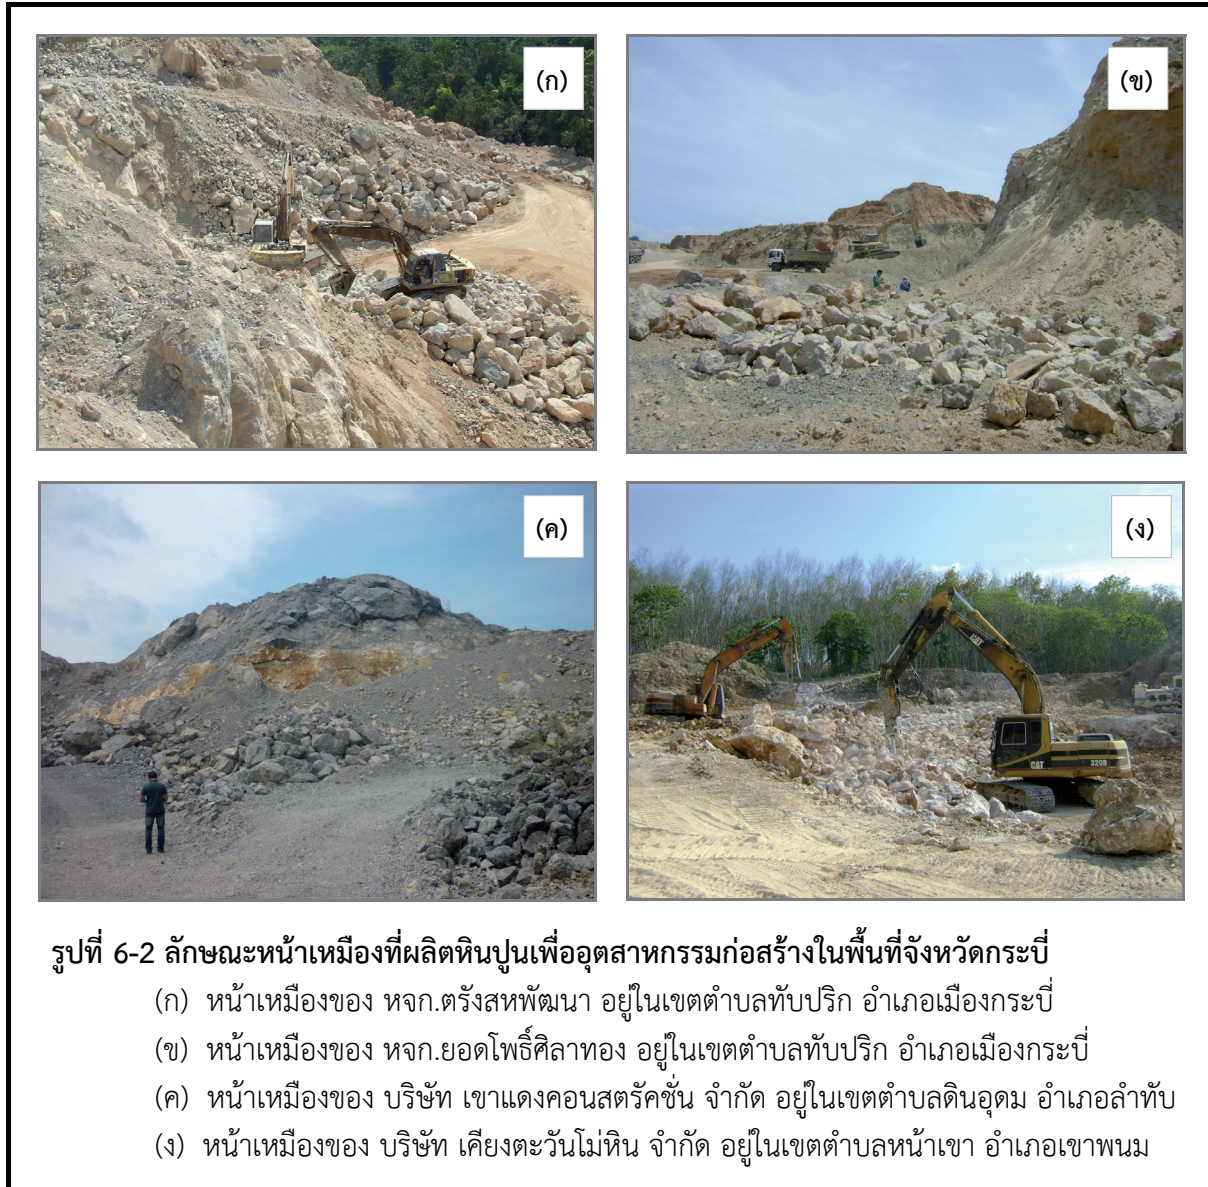 (ก)
(ข)
(ค)
(ง)
CAT
CAT
320B
รูปที่ 6-2 ลักษณะหน้าเหมืองที่ผลิตหินปูนเพื่ออุตสาหกรรมก่อสร้างในพื้นที่จังหวัดกระบี่
(ก) หน้าเหมืองของ หจก.ตรังสหพัฒนา อยู่ในเขตตำบลทับปริก อำเภอเมืองกระบี่
(ข) หน้าเหมืองของ หจก.ยอดโพธิ์ศิลาทอง อยู่ในเขตตำบลทับปริก อำเภอเมืองกระบี่
(ค) หน้าเหมืองของ บริษัท เขาแดงคอนสตรัคชั่น จำกัด อยู่ในเขตตำบลดินอุดม อำเภอลำทับ
(ง) หน้าเหมืองของ บริษัท เคียงตะวันโม่หิน จำกัด อยู่ในเขตตำบลหน้าเขา อำเภอเขาพนม